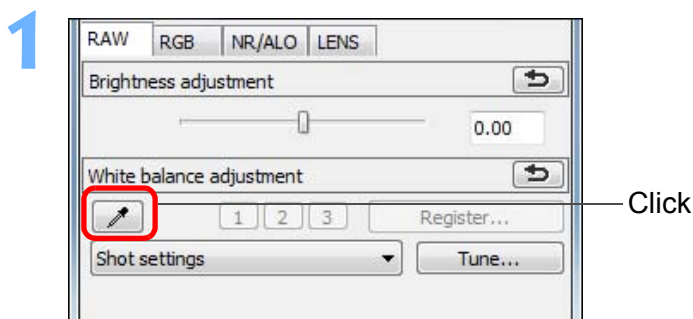 1
RAW RGB NR/ALO LENS
Brightness adjustment
0.00
White balance adjustment
1 2 3 Register...
Click
Shot settings Tune...